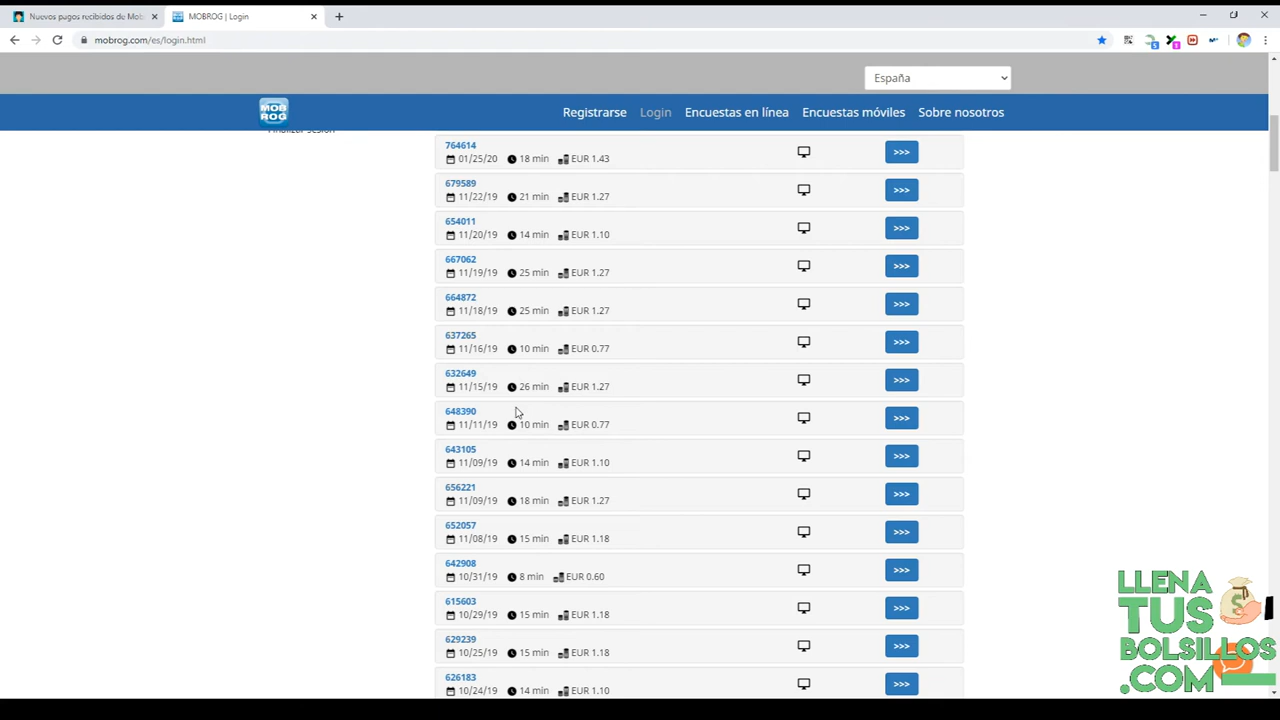 Nuevos pagos recibidos de Mob
MOBROG | Login
mobrog.com/es/login.html
España
MOB
ROG
Registrarse Login Encuestas en línea Encuestas móviles Sobre nosotros
Finalizar sesión
764614
01/25/20 18 min EUR 1.43 >>>
679589
11/22/19 21 min EUR 1.27 >>>
654011
11/20/19 14 min EUR 1.10 >>>
667062
11/19/19 25 min EUR 1.27 >>>
664872
11/18/19 25 min EUR 1.27 >>>
637265
11/16/19 10 min EUR 0.77 >>>
632649
11/15/19 26 min EUR 1.27 >>>
648390
11/11/19 10 min EUR 0.77 >>>
643105
11/09/19 14 min EUR 1.10 >>>
656221
11/09/19 18 min EUR 1.27 >>>
652057
11/08/19 15 min EUR 1.18 >>>
642908
10/31/19 8 min EUR 0.60 >>>
615603
10/29/19 15 min EUR 1.18 >>>
629239
10/25/19 15 min EUR 1.18 >>>
626183
10/24/19 14 min EUR 1.10 >>>
LLENA
TUS
BOLSILLOS
.COM